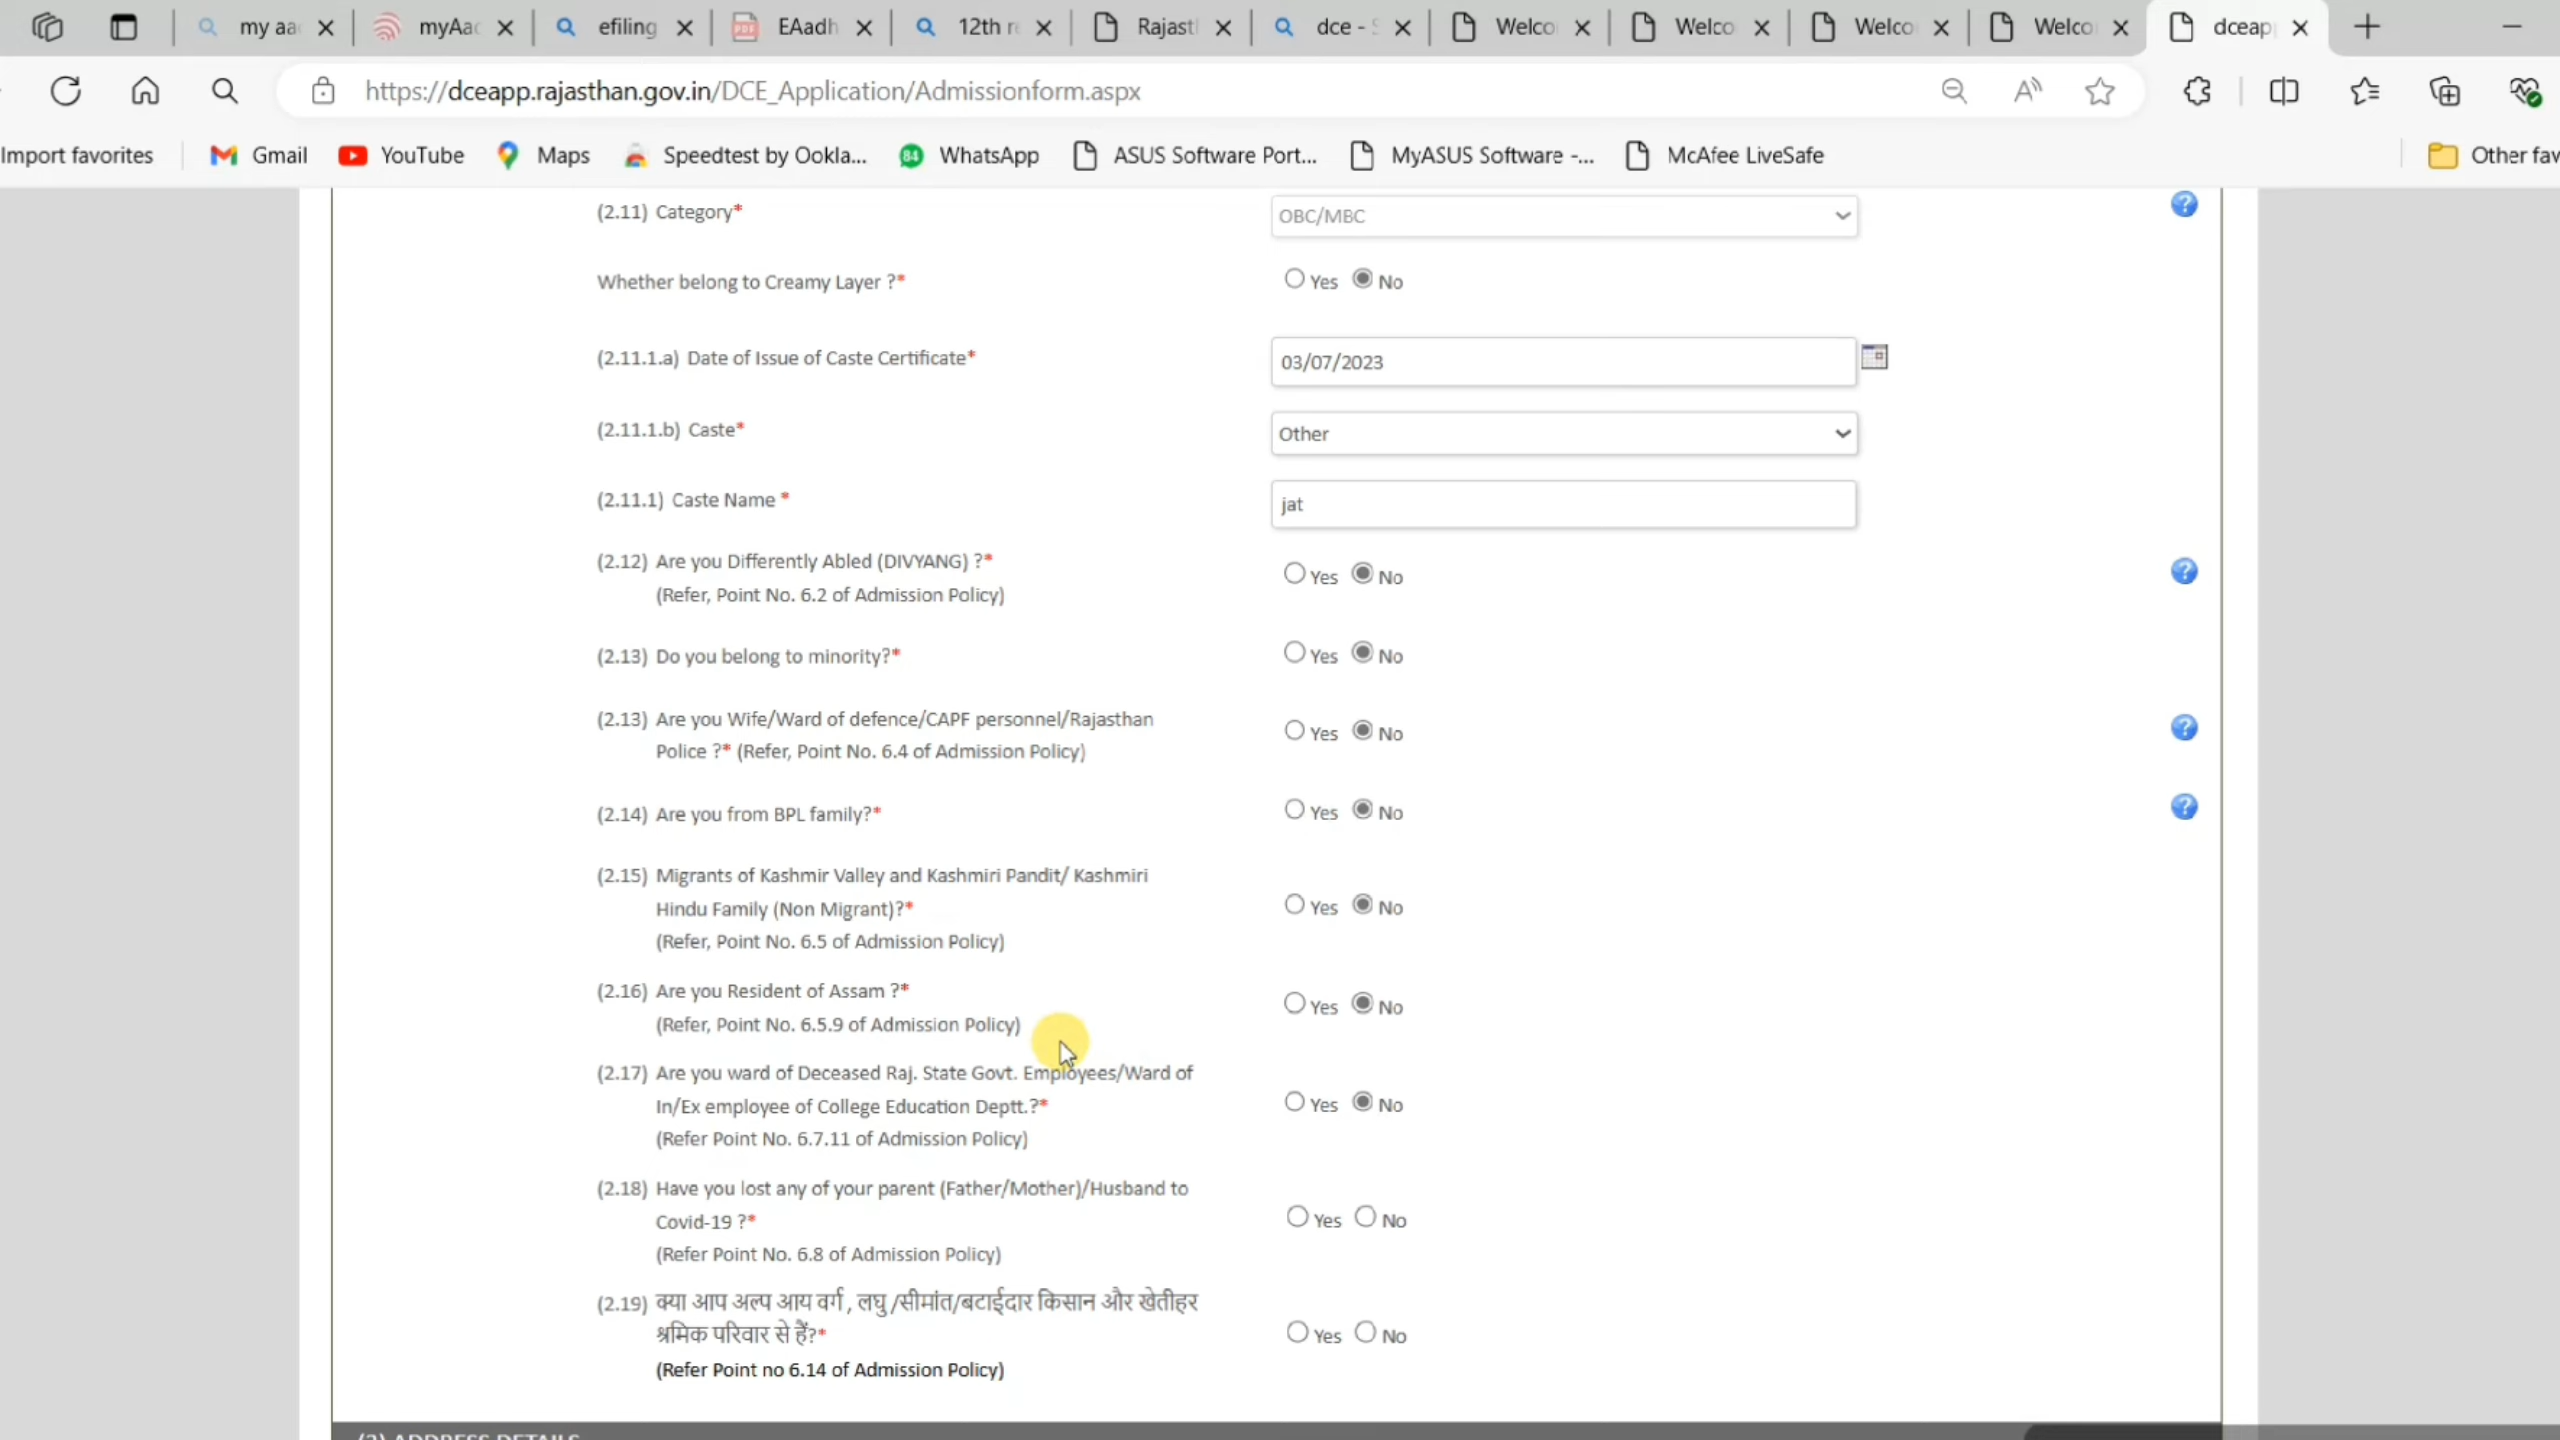 my aa
myAac
efiling
EAadh
12th re
Rajast
dce - S
Welco
Welco
Welco
Welco
dceap
https://dceapp.rajasthan.gov.in/DCE_Application/Admissionform.aspx
Import favorites
Gmail
YouTube
Maps
Speedtest by Ookla...
84
WhatsApp
ASUS Software Port...
MyASUS Software -...
McAfee LiveSafe
Other fav
(2.11) Category*
OBC/MBC
Whether belong to Creamy Layer ?*
Yes No
(2.11.1.a) Date of Issue of Caste Certificate*
03/07/2023
(2.11.1.b) Caste*
Other
(2.11.1) Caste Name *
jat
(2.12) Are you Differently Abled (DIVYANG) ?*
(Refer, Point No. 6.2 of Admission Policy)
Yes No
(2.13) Do you belong to minority?*
Yes No
(2.13) Are you Wife/Ward of defence/CAPF personnel/Rajasthan
Police ?* (Refer, Point No. 6.4 of Admission Policy)
Yes No
(2.14) Are you from BPL family?*
Yes No
(2.15) Migrants of Kashmir Valley and Kashmiri Pandit/ Kashmiri
Hindu Family (Non Migrant)?*
(Refer, Point No. 6.5 of Admission Policy)
Yes No
(2.16) Are you Resident of Assam ?*
(Refer, Point No. 6.5.9 of Admission Policy)
Yes No
(2.17) Are you ward of Deceased Raj. State Govt. Employees/Ward of
In/Ex employee of College Education Deptt.?*
(Refer Point No. 6.7.11 of Admission Policy)
Yes No
(2.18) Have you lost any of your parent (Father/Mother)/Husband to
Covid-19 ?*
(Refer Point No. 6.8 of Admission Policy)
Yes No
(2.19) क्या आप अल्प आय वर्ग , लघु /सीमांत/बटाईदार किसान और खेतीहर
श्रमिक परिवार से हैं?*
(Refer Point no 6.14 of Admission Policy)
Yes No
(3) ADDRESS DETAILS